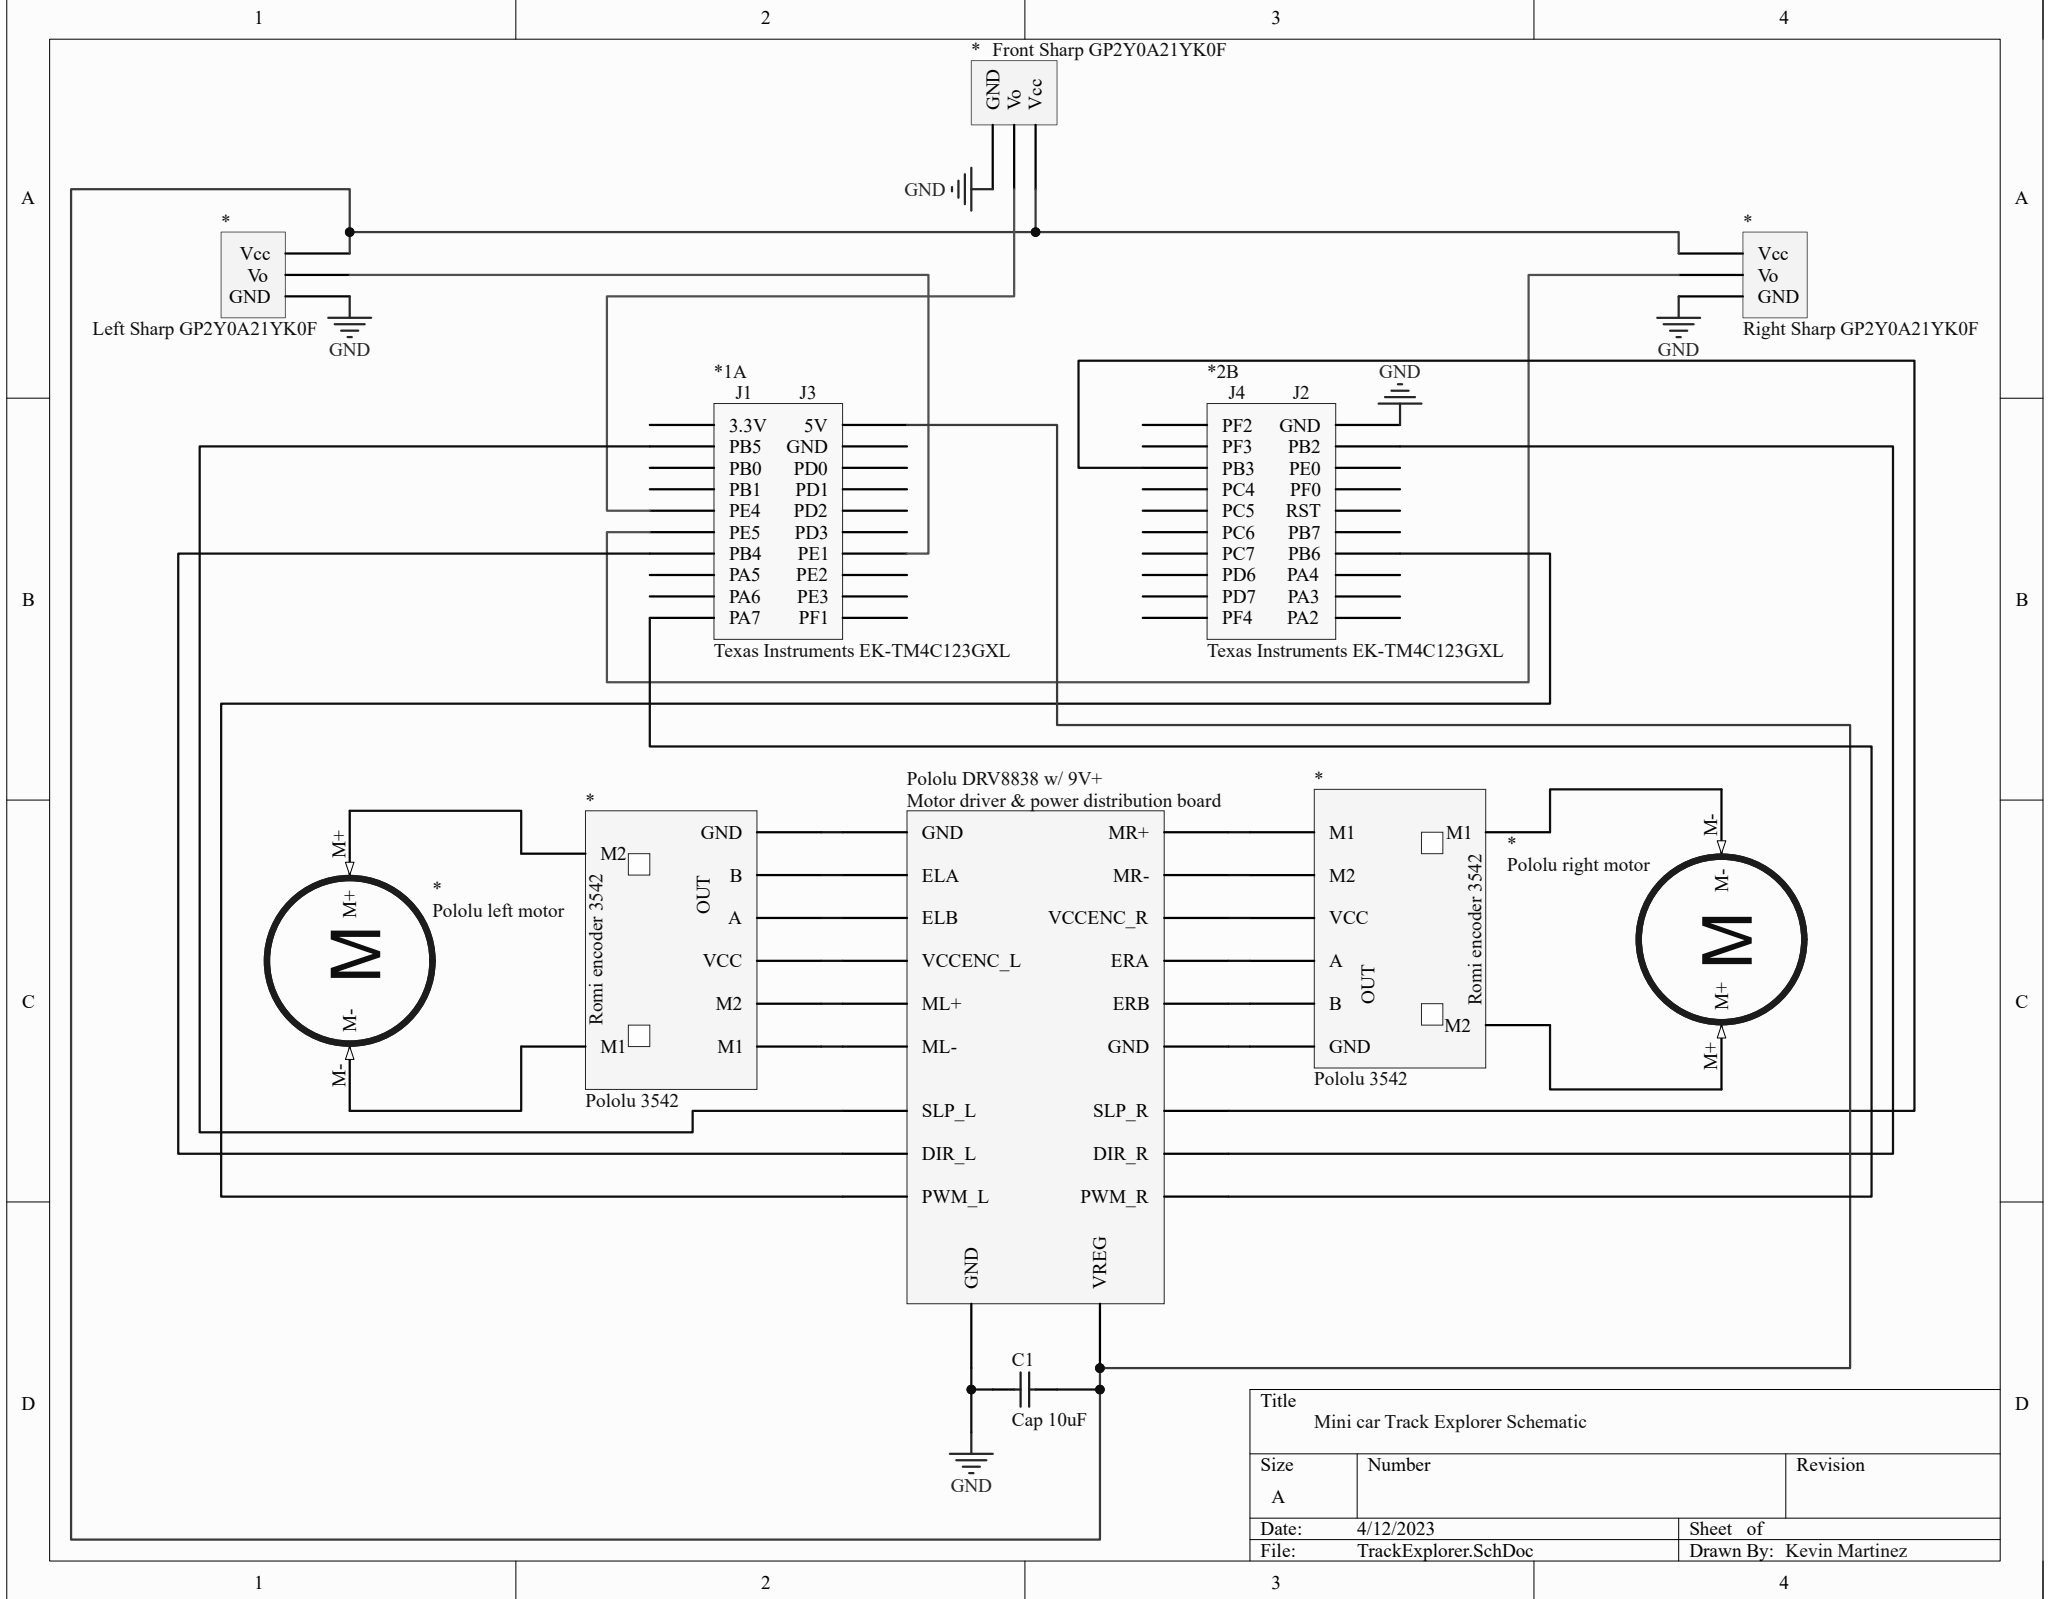 1 2 3 4
* Front Sharp GP2Y0A21YK0F
GND
Vo
Vcc
GND
A
A
*
Vcc
Vo
GND
Left Sharp GP2Y0A21YK0F
GND
*
Vcc
Vo
GND
Right Sharp GP2Y0A21YK0F
GND
*1A
J1 J3
3.3V 5V
PB5 GND
PB0 PD0
PB1 PD1
PE4 PD2
PE5 PD3
PB4 PE1
PA5 PE2
PA6 PE3
PA7 PF1
Texas Instruments EK-TM4C123GXL
*2B
J4 J2
GND
PF2 GND
PF3 PB2
PB3 PE0
PC4 PF0
PC5 RST
PC6 PB7
PC7 PB6
PD6 PA4
PD7 PA3
PF4 PA2
Texas Instruments EK-TM4C123GXL
B
B
M+
M+
M
M-
M-
*
Pololu left motor
*
M2
M1
Romi encoder 3542
OUT
GND
B
A
VCC
M2
M1
Pololu 3542
Pololu DRV8838 w/ 9V+
Motor driver & power distribution board
GND MR+
ELA MR-
ELB VCCENC_R
VCCENC_L ERA
ML+ ERB
ML- GND
SLP_L SLP_R
DIR_L DIR_R
PWM_L PWM_R
GND VREG
*
M1
M2
VCC
A
B
GND
OUT
M1
M2
Romi encoder 3542
Pololu 3542
*
Pololu right motor
M-
M-
M
M+
M+
C
C
C1
Cap 10uF
GND
D
D
Title
Mini car Track Explorer Schematic
Size Number Revision
A
Date: 4/12/2023 Sheet of
File: TrackExplorer.SchDoc Drawn By: Kevin Martinez
1 2 3 4